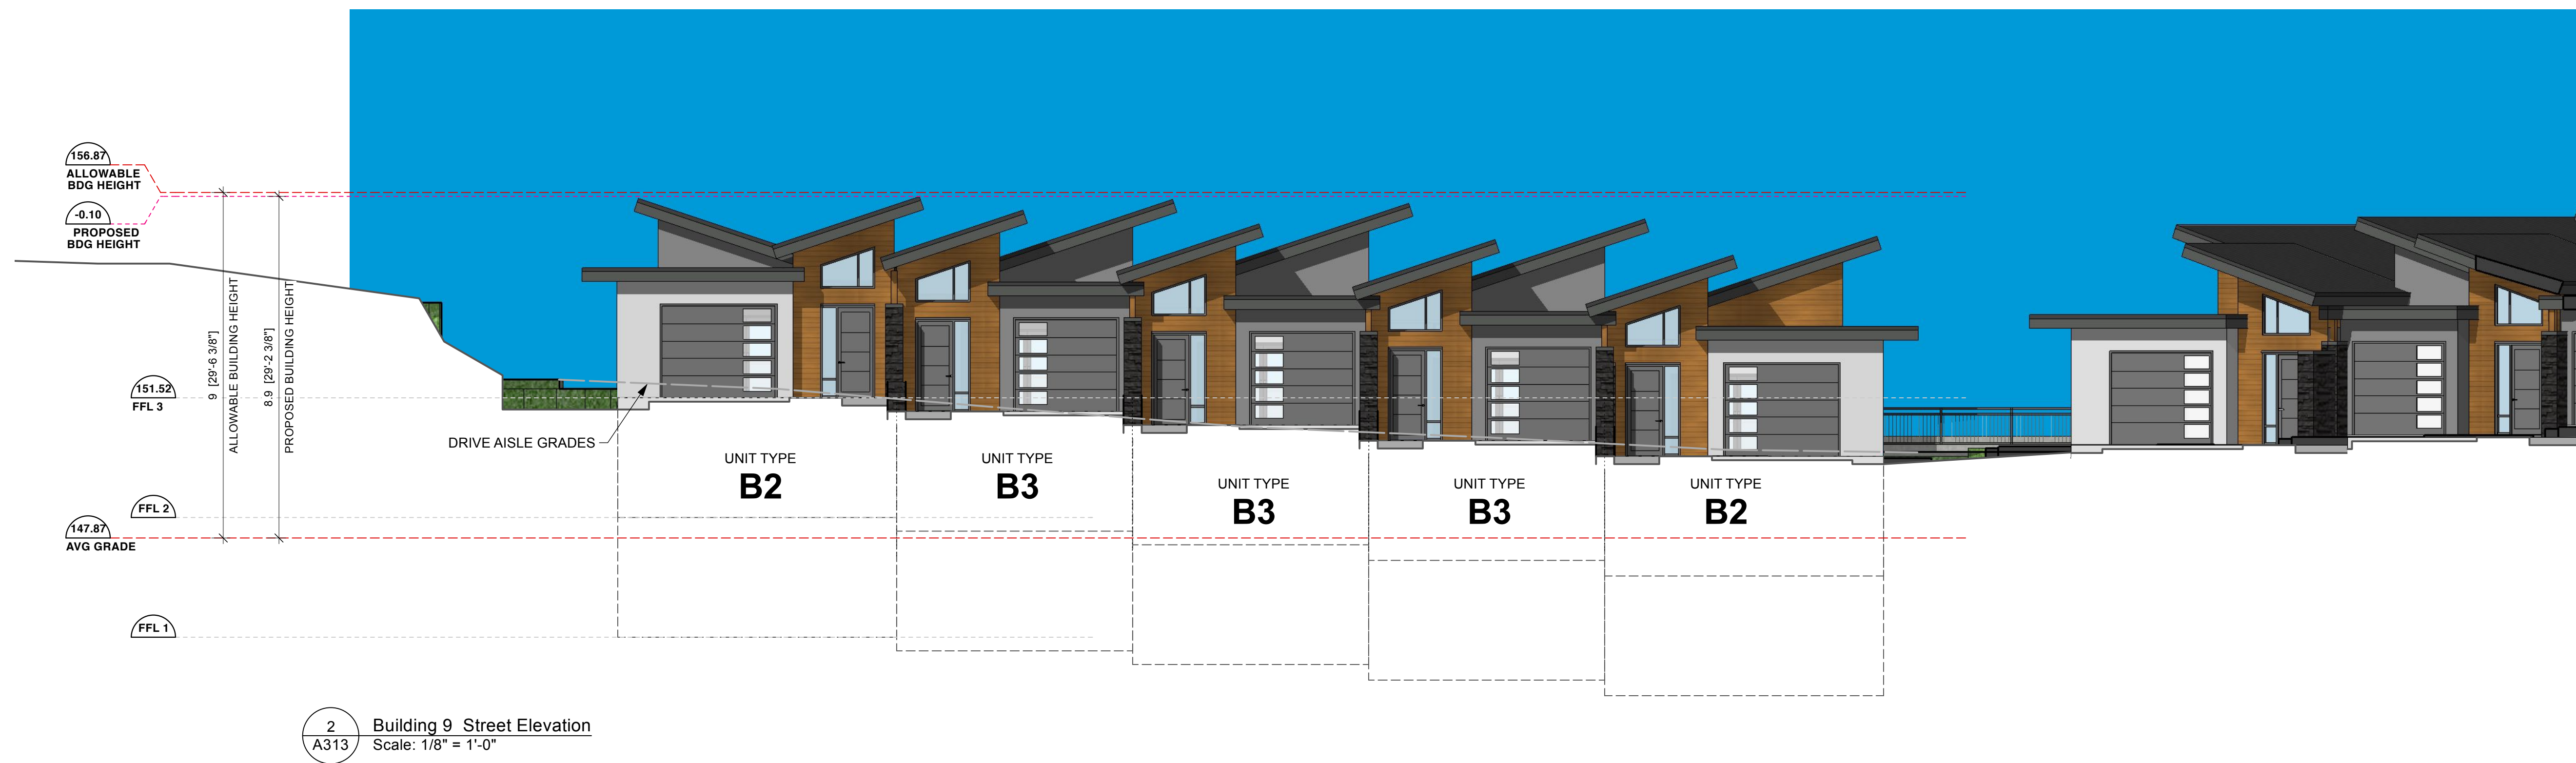 156.87
ALLOWABLE
BDG HEIGHT
-0.10
PROPOSED
BDG HEIGHT
9 [29'-6 3/8"]
ALLOWABLE BUILDING HEIGHT
8.9 [29'-2 3/8"]
PROPOSED BUILDING HEIGHT
151.52
FFL 3
DRIVE AISLE GRADES
UNIT TYPE
B2
UNIT TYPE
B3
UNIT TYPE
B3
UNIT TYPE
B3
UNIT TYPE
B2
FFL 2
147.87
AVG GRADE
FFL 1
2
A313
Building 9 Street Elevation
Scale: 1/8" = 1'-0"